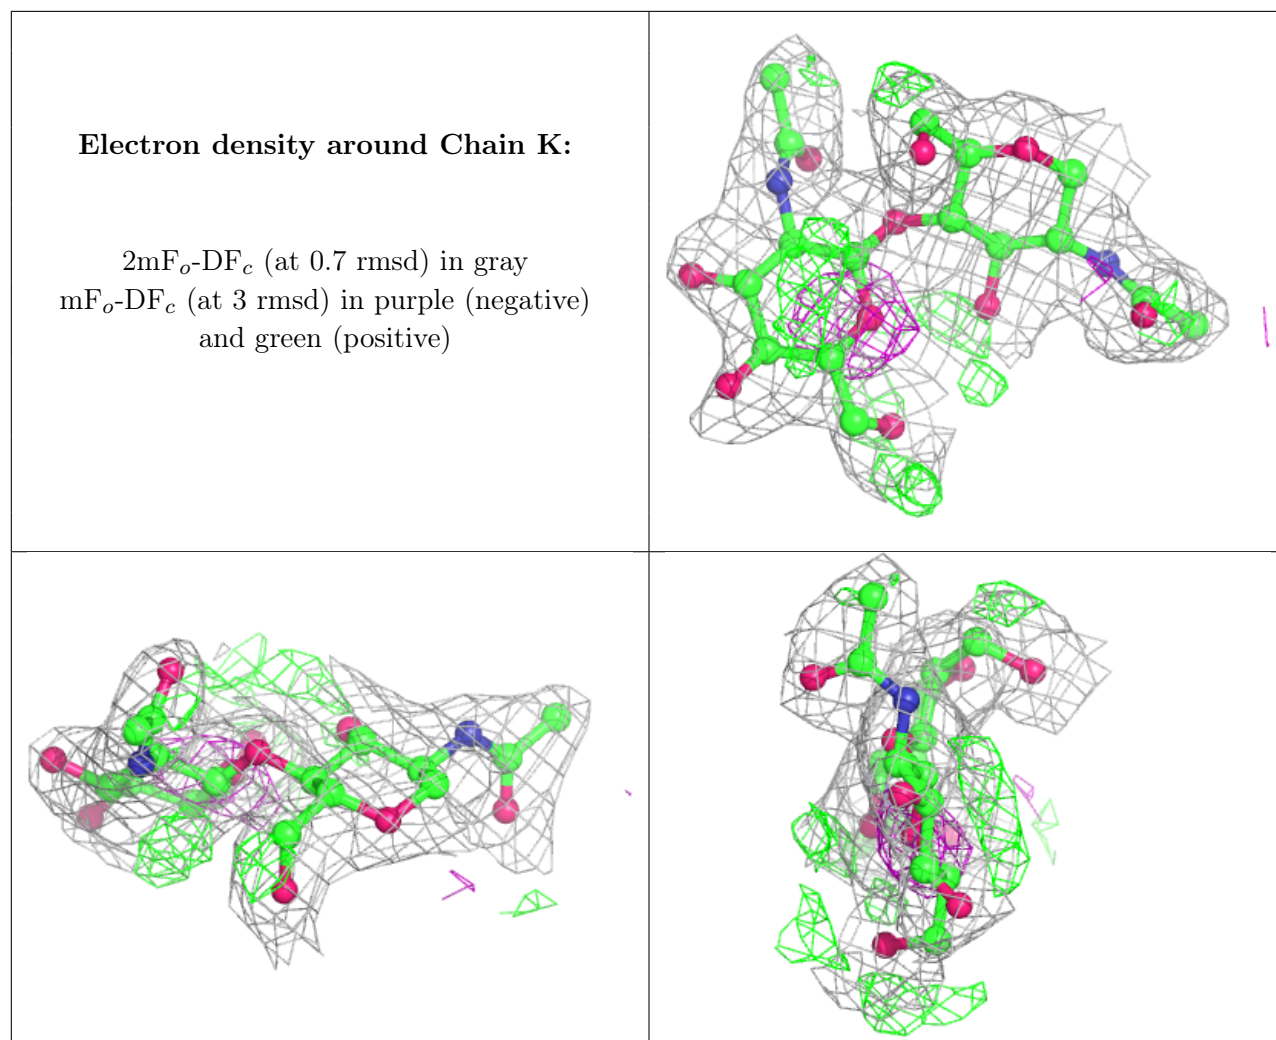 Electron density around Chain K:
2mFₒ-DF𝒸 (at 0.7 rmsd) in gray
mFₒ-DF𝒸 (at 3 rmsd) in purple (negative)
and green (positive)